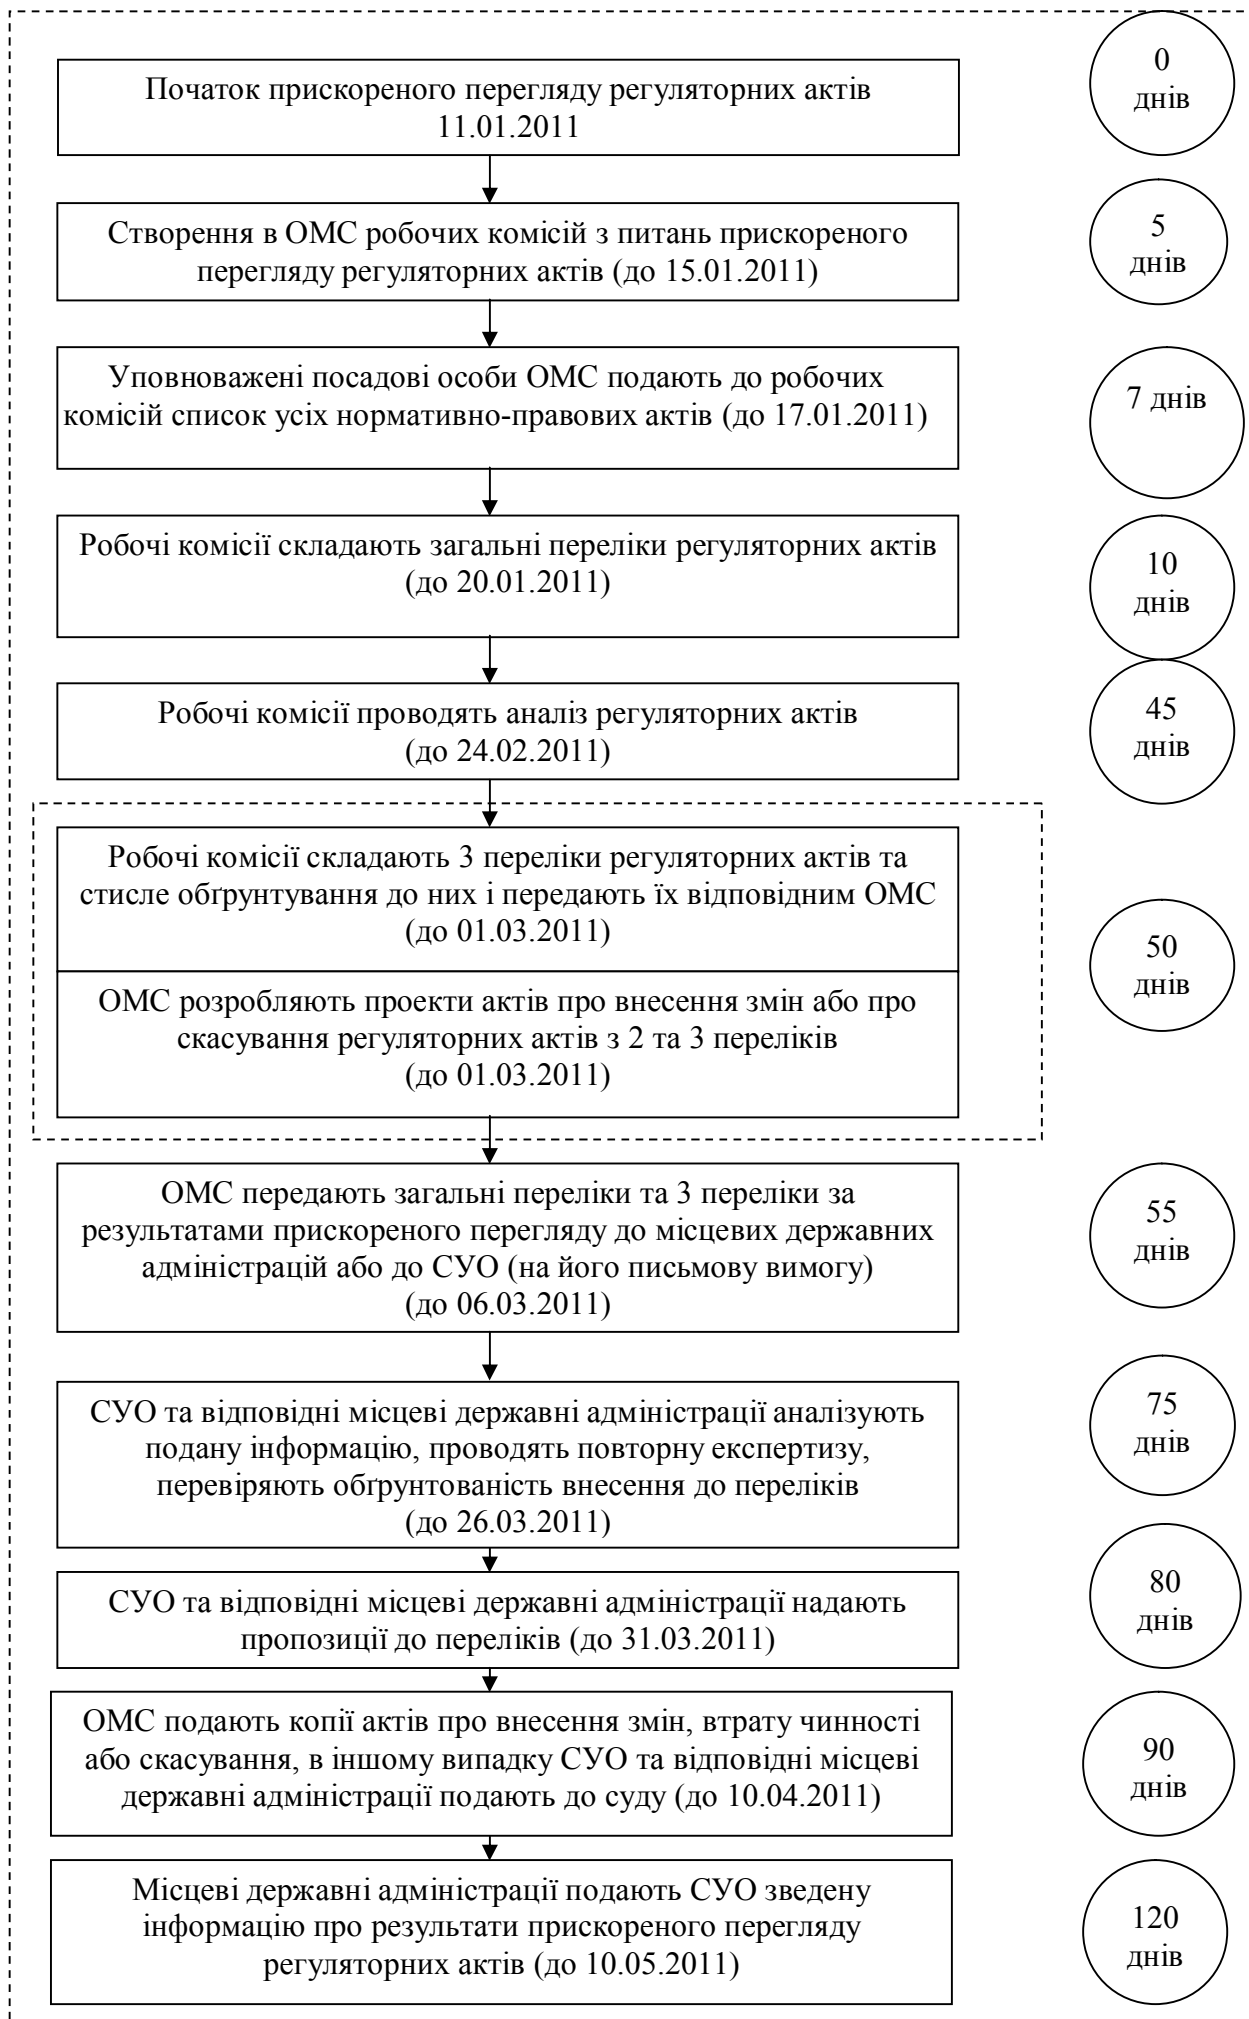 Початок прискореного перегляду регуляторних актів
11.01.2011
0
днів
Створення в ОМС робочих комісій з питань прискореного
перегляду регуляторних актів (до 15.01.2011)
5
днів
Уповноважені посадові особи ОМС подають до робочих
комісій список усіх нормативно-правових актів (до 17.01.2011)
7 днів
Робочі комісії складають загальні переліки регуляторних актів
(до 20.01.2011)
10
днів
Робочі комісії проводять аналіз регуляторних актів
(до 24.02.2011)
45
днів
Робочі комісії складають 3 переліки регуляторних актів та
стисле обґрунтування до них і передають їх відповідним ОМС
(до 01.03.2011)
ОМС розробляють проекти актів про внесення змін або про
скасування регуляторних актів з 2 та 3 переліків
(до 01.03.2011)
50
днів
ОМС передають загальні переліки та 3 переліки за
результатами прискореного перегляду до місцевих державних
адміністрацій або до СУО (на його письмову вимогу)
(до 06.03.2011)
55
днів
СУО та відповідні місцеві державні адміністрації аналізують
подану інформацію, проводять повторну експертизу,
перевіряють обґрунтованість внесення до переліків
(до 26.03.2011)
75
днів
СУО та відповідні місцеві державні адміністрації надають
пропозиції до переліків (до 31.03.2011)
80
днів
ОМС подають копії актів про внесення змін, втрату чинності
або скасування, в іншому випадку СУО та відповідні місцеві
державні адміністрації подають до суду (до 10.04.2011)
90
днів
Місцеві державні адміністрації подають СУО зведену
інформацію про результати прискореного перегляду
регуляторних актів (до 10.05.2011)
120
днів